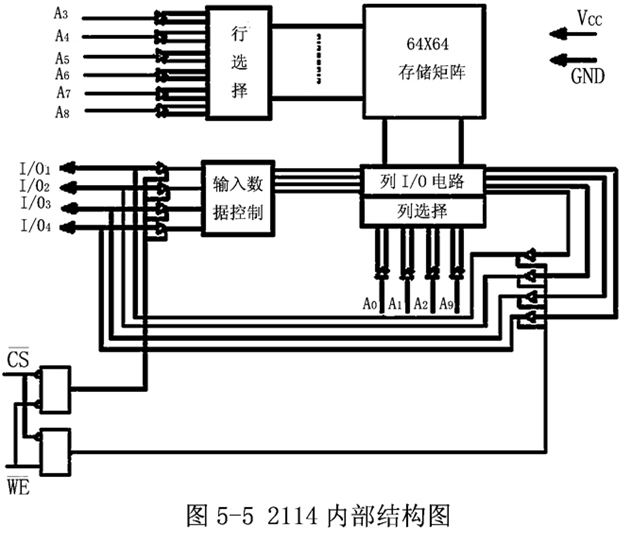 A3
A4
A5
A6
A7
A8
行选择
64X64
存储矩阵
VCC
GND
I/O1
I/O2
I/O3
I/O4
输入数
据控制
列 I/O 电路
列选择
A0 A1 A2 A9
CS
WE
图 5-5 2114 内部结构图